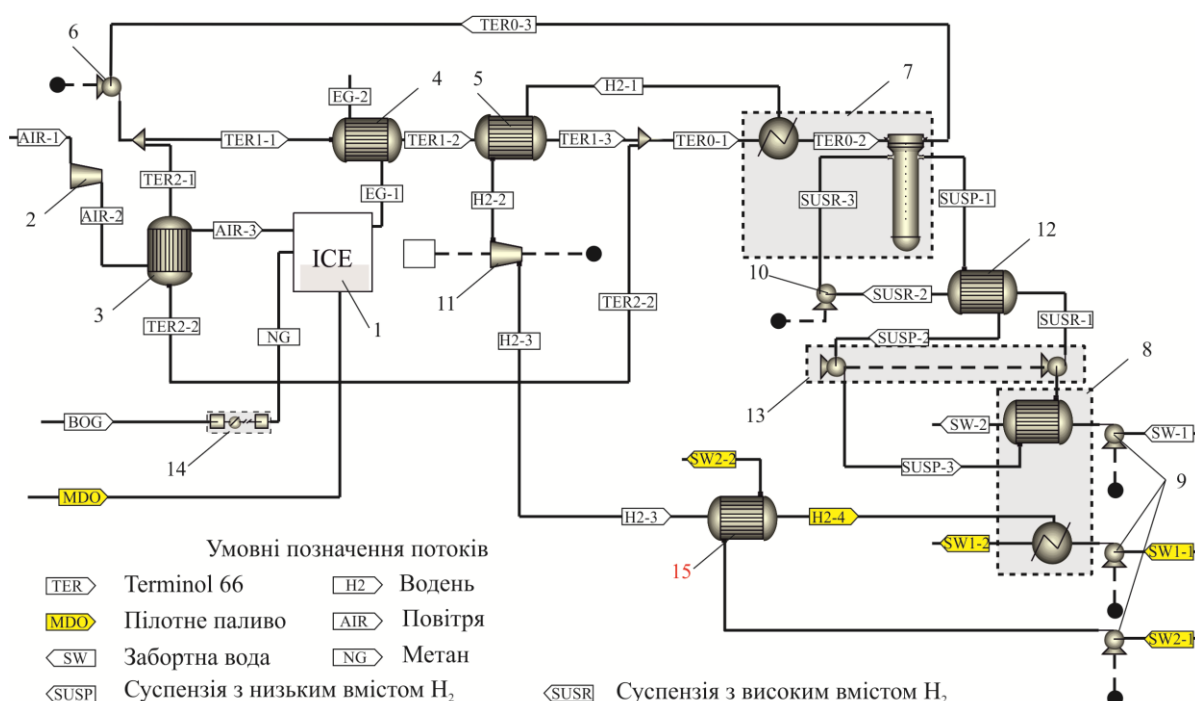 TER0-3
6
4
5
7
EG-2
H2-1
AIR-1
TER1-1
TER1-2
TER1-3
TER0-1
TER0-2
2
TER2-1
EG-1
H2-2
SUSR-3
SUSP-1
AIR-2
AIR-3
12
ICE
10
3
1
11
TER2-2
SUSR-2
TER2-2
NG
H2-3
SUSP-2
SUSR-1
8
13
BOG
SW-2
SW-1
14
SW2-2
SUSP-3
9
MDO
H2-3
H2-4
SW1-2
SW1-1
Умовні позначення потоків
15
TER Terminol 66
H2 Водень
MDO Пілотне паливо
AIR Повітря
SW2-1
SW Забортна вода
NG Метан
SUSP Суспензія з низьким вмістом H₂
SUSR Суспензія з високим вмістом H₂